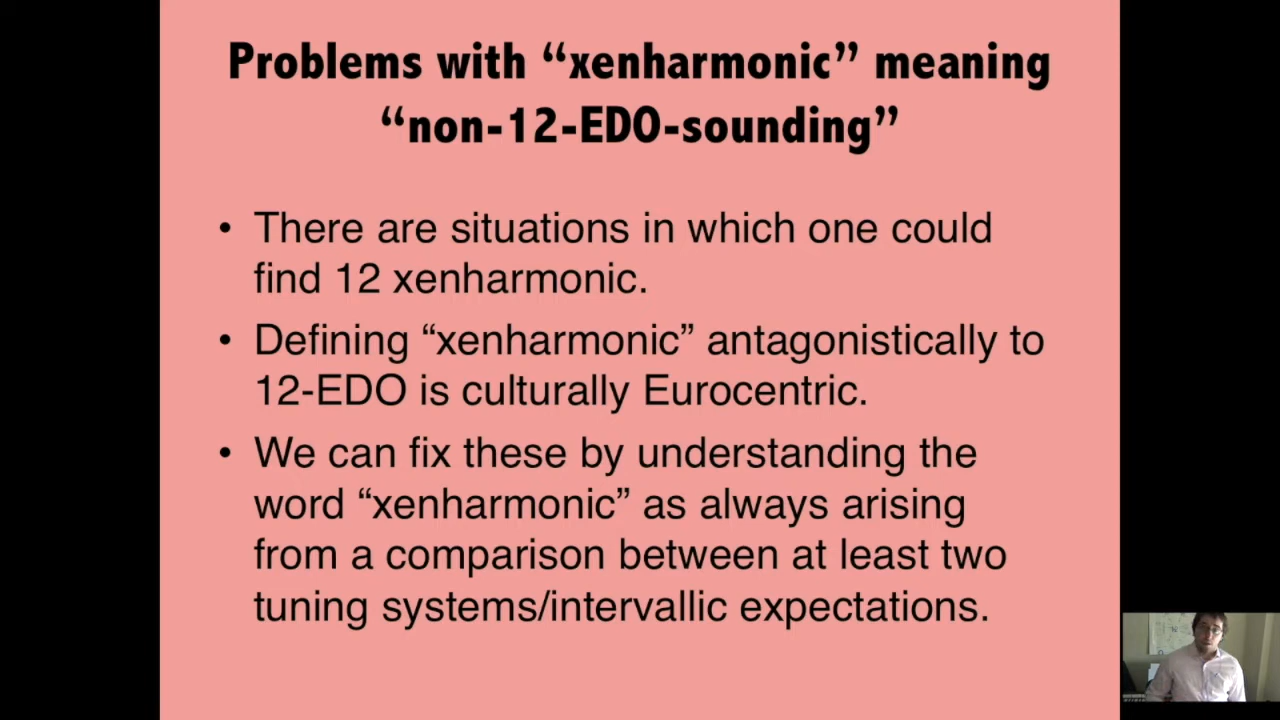 Problems with “xenharmonic” meaning
“non-12-EDO-sounding”
• There are situations in which one could
find 12 xenharmonic.
• Defining “xenharmonic” antagonistically to
12-EDO is culturally Eurocentric.
• We can fix these by understanding the
word “xenharmonic” as always arising
from a comparison between at least two
tuning systems/intervallic expectations.